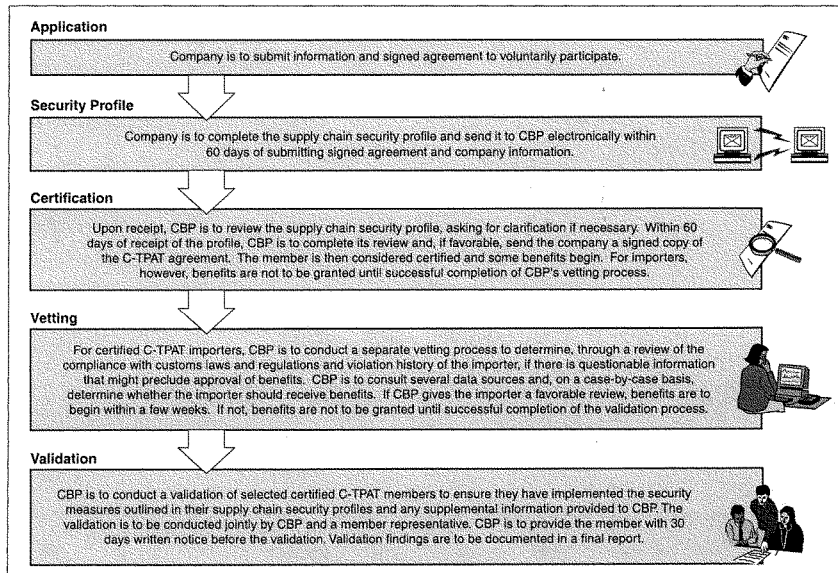 Application
Company is to submit information and signed agreement to voluntarily participate.
Security Profile
Company is to complete the supply chain security profile and send it to CBP electronically within
60 days of submitting signed agreement and company information.
Certification
Upon receipt, CBP is to review the supply chain security profile, asking for clarification if necessary. Within 60
days of receipt of the profile, CBP is to complete its review and, if favorable, send the company a signed copy of
the C-TPAT agreement. The member is then considered certified and some benefits begin. For importers,
however, benefits are not to be granted until successful completion of CBP's vetting process.
Vetting
For certified C-TPAT importers, CBP is to conduct a separate vetting process to determine, through a review of the
compliance with customs laws and regulations and violation history of the importer, if there is questionable information
that might preclude approval of benefits. CBP is to consult several data sources and, on a case-by-case basis,
determine whether the importer should receive benefits. If CBP gives the importer a favorable review, benefits are to
begin within a few weeks. If not, benefits are not to be granted until successful completion of the validation process.
Validation
CBP is to conduct a validation of selected certified C-TPAT members to ensure they have implemented the security
measures outlined in their supply chain security profiles and any supplemental information provided to CBP. The
validation is to be conducted jointly by CBP and a member representative. CBP is to provide the member with 30
days written notice before the validation. Validation findings are to be documented in a final report.